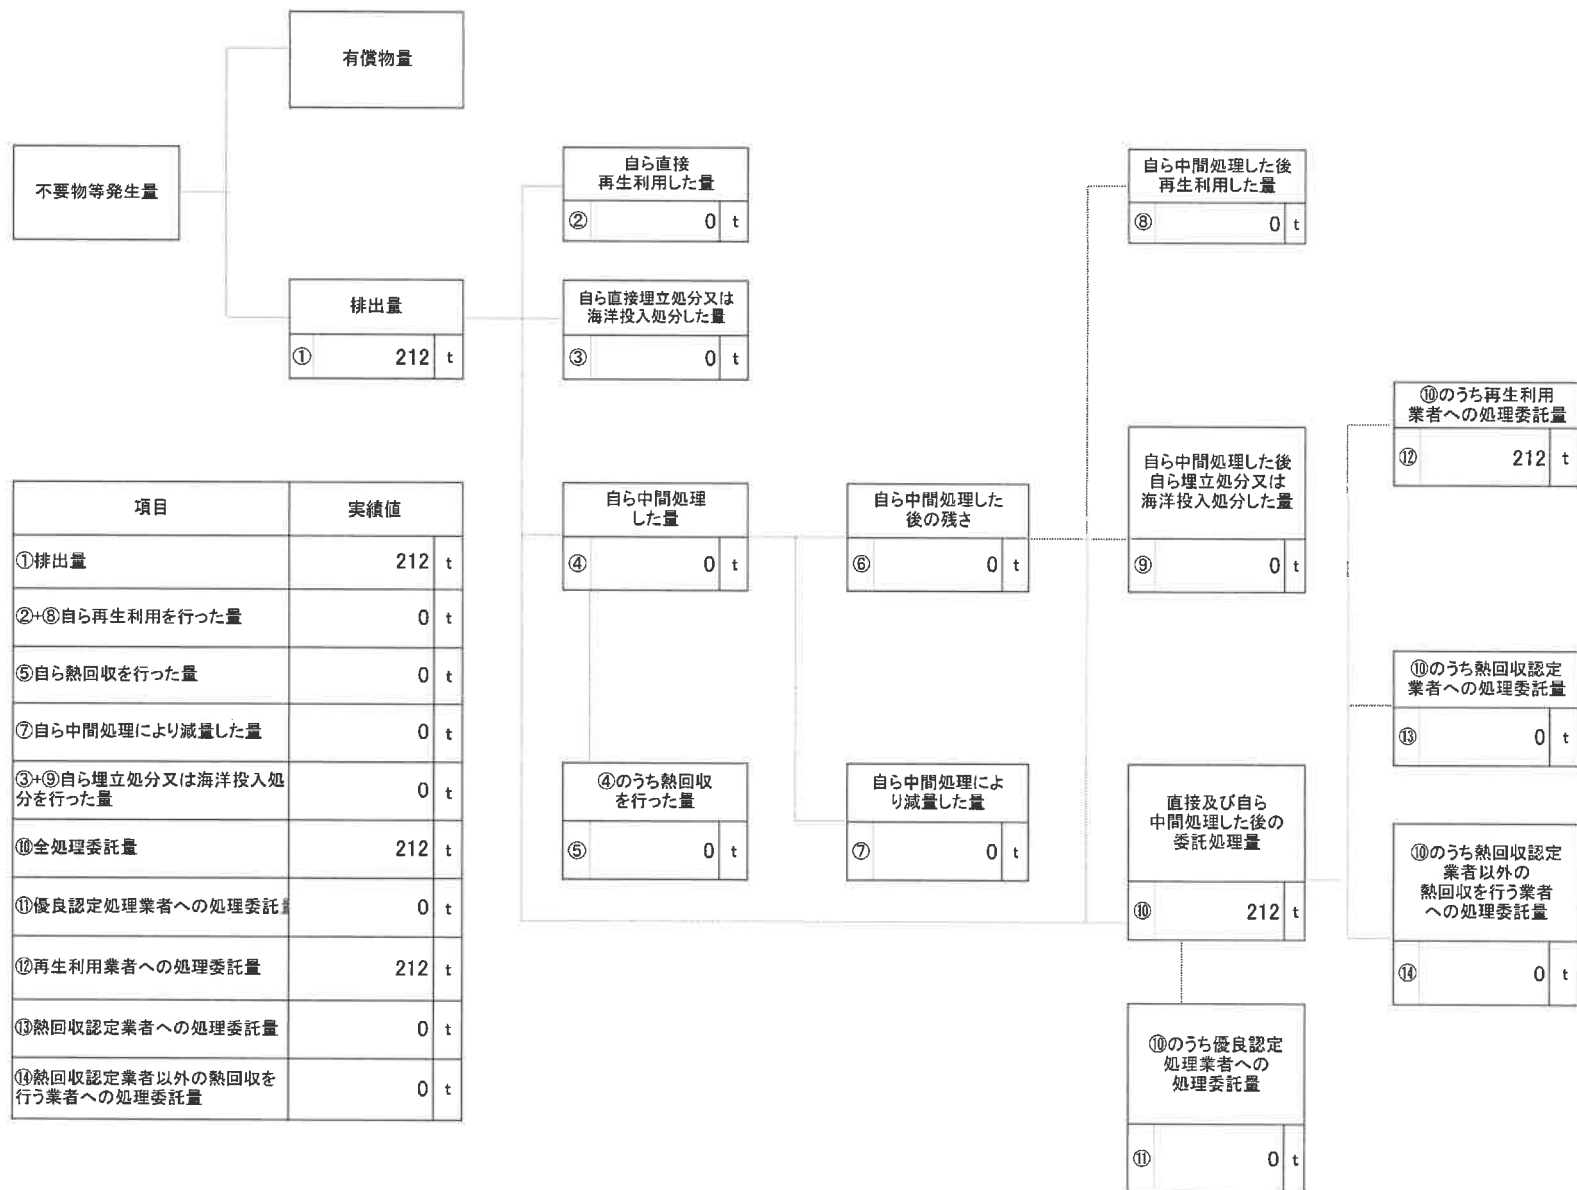 有償物量
不要物等発生量
排出量
① 212 t
自ら直接
再生利用した量
② 0 t
自ら直接埋立処分又は
海洋投入処分した量
③ 0 t
自ら中間処理
した量
④ 0 t
④のうち熱回収
を行った量
⑤ 0 t
自ら中間処理した
後の残さ
⑥ 0 t
自ら中間処理によ
り減量した量
⑦ 0 t
自ら中間処理した後
再生利用した量
⑧ 0 t
自ら中間処理した後
自ら埋立処分又は
海洋投入処分した量
⑨ 0 t
直接及び自ら
中間処理した後の
委託処理量
⑩ 212 t
⑩のうち優良認定
処理業者への
処理委託量
⑪ 0 t
⑩のうち再生利用
業者への処理委託量
⑫ 212 t
⑩のうち熱回収認定
業者への処理委託量
⑬ 0 t
⑩のうち熱回収認定
業者以外の
熱回収を行う業者
への処理委託量
⑭ 0 t
項目 実績値
①排出量 212 t
②+⑧自ら再生利用を行った量 0 t
⑤自ら熱回収を行った量 0 t
⑦自ら中間処理により減量した量 0 t
③+⑨自ら埋立処分又は海洋投入処
分を行った量 0 t
⑩全処理委託量 212 t
⑪優良認定処理業者への処理委託 0 t
⑫再生利用業者への処理委託量 212 t
⑬熱回収認定業者への処理委託量 0 t
⑭熱回収認定業者以外の熱回収を
行う業者への処理委託量 0 t